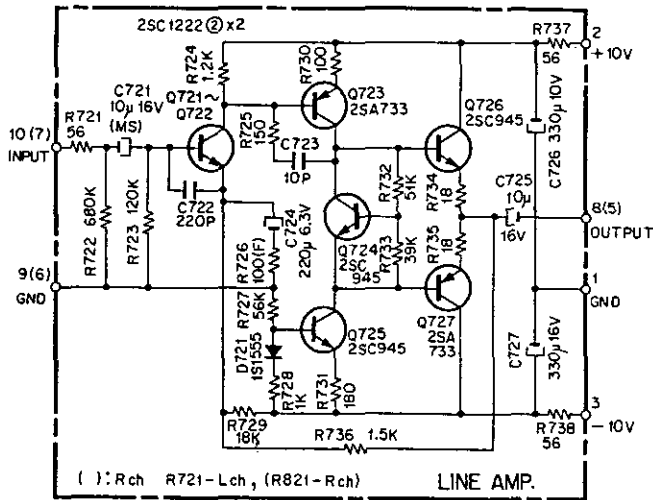 2SC1222 ② x2
R724
1.2K
R730
100
R737
56
2
+10V
C721
10µ 16V
(MS)
Q721 ~
Q722
Q723
2SA733
Q726
2SC945
C726 330µ 10V
R721
56
10(7)
INPUT
R725
150
C723
10P
R732
51K
R734
18
C725
10µ
16V
8(5)
OUTPUT
C722
220P
R722 680K
R723 120K
C724
220µ 6.3V
Q724
2SC
945
R733
39K
R735
18
9(6)
GND
R726
100(F)
1
GND
R727
56K
D721
1S1555
Q725
2SC945
Q727
2SA
733
C727
330µ16V
R728
1K
R731
180
R729
18K
3
-10V
R738
56
R736 1.5K
( ): Rch R721-Lch, (R821-Rch)
LINE AMP.